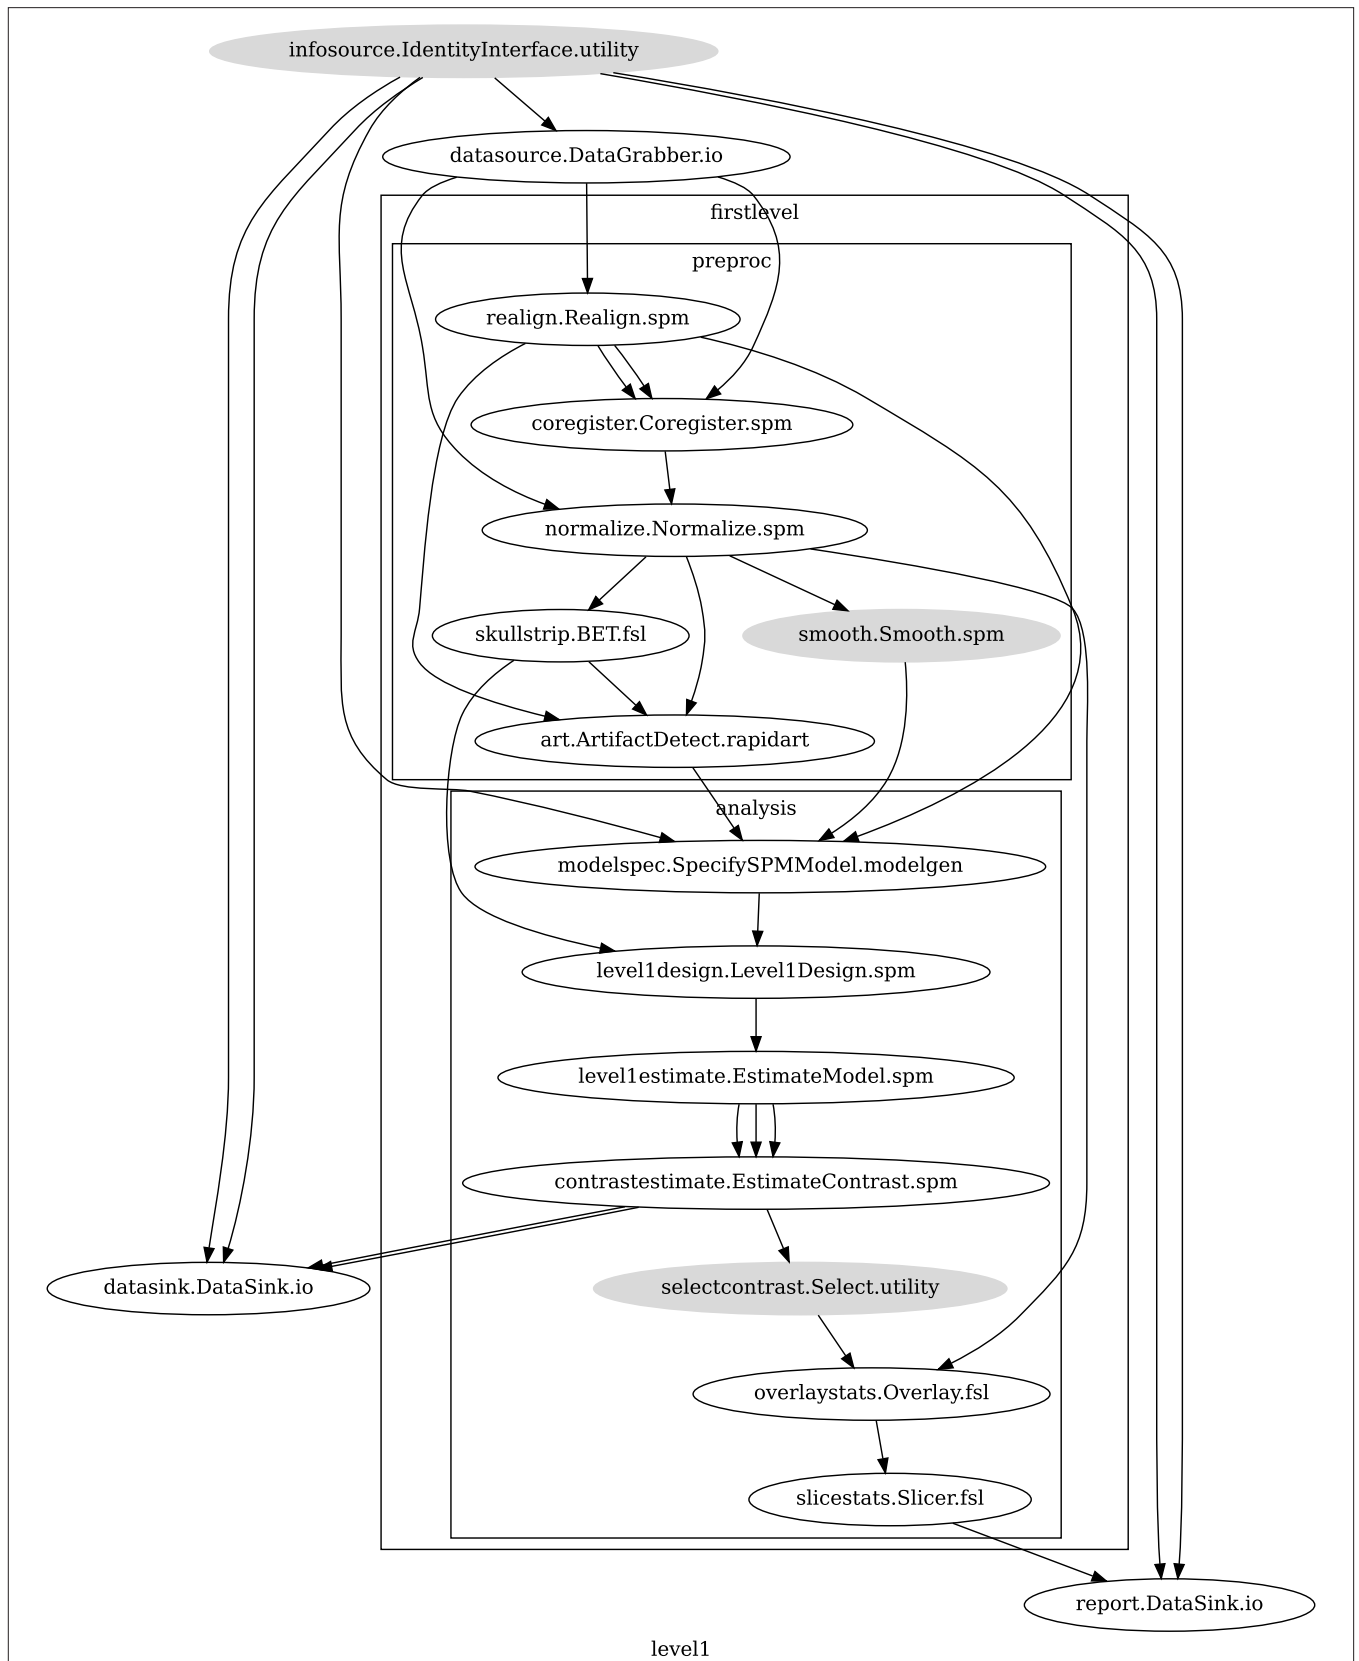 infosource.IdentityInterface.utility
datasource.DataGrabber.io
firstlevel
preproc
realign.Realign.spm
coregister.Coregister.spm
normalize.Normalize.spm
skullstrip.BET.fsl
smooth.Smooth.spm
art.ArtifactDetect.rapidart
analysis
modelspec.SpecifySPMModel.modelgen
level1design.Level1Design.spm
level1estimate.EstimateModel.spm
contrastestimate.EstimateContrast.spm
datasink.DataSink.io
selectcontrast.Select.utility
overlaystats.Overlay.fsl
slicestats.Slicer.fsl
report.DataSink.io
level1